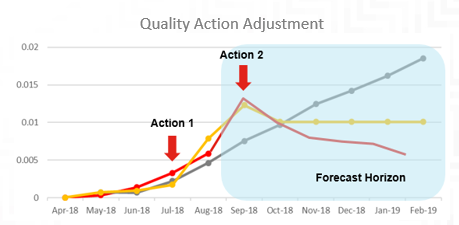 Quality Action Adjustment
0.02
Action 2
0.015
Action 1
0.01
0.005
Forecast Horizon
0
Apr-18 May-18 Jun-18 Jul-18 Aug-18 Sep-18 Oct-18 Nov-18 Dec-18 Jan-19 Feb-19